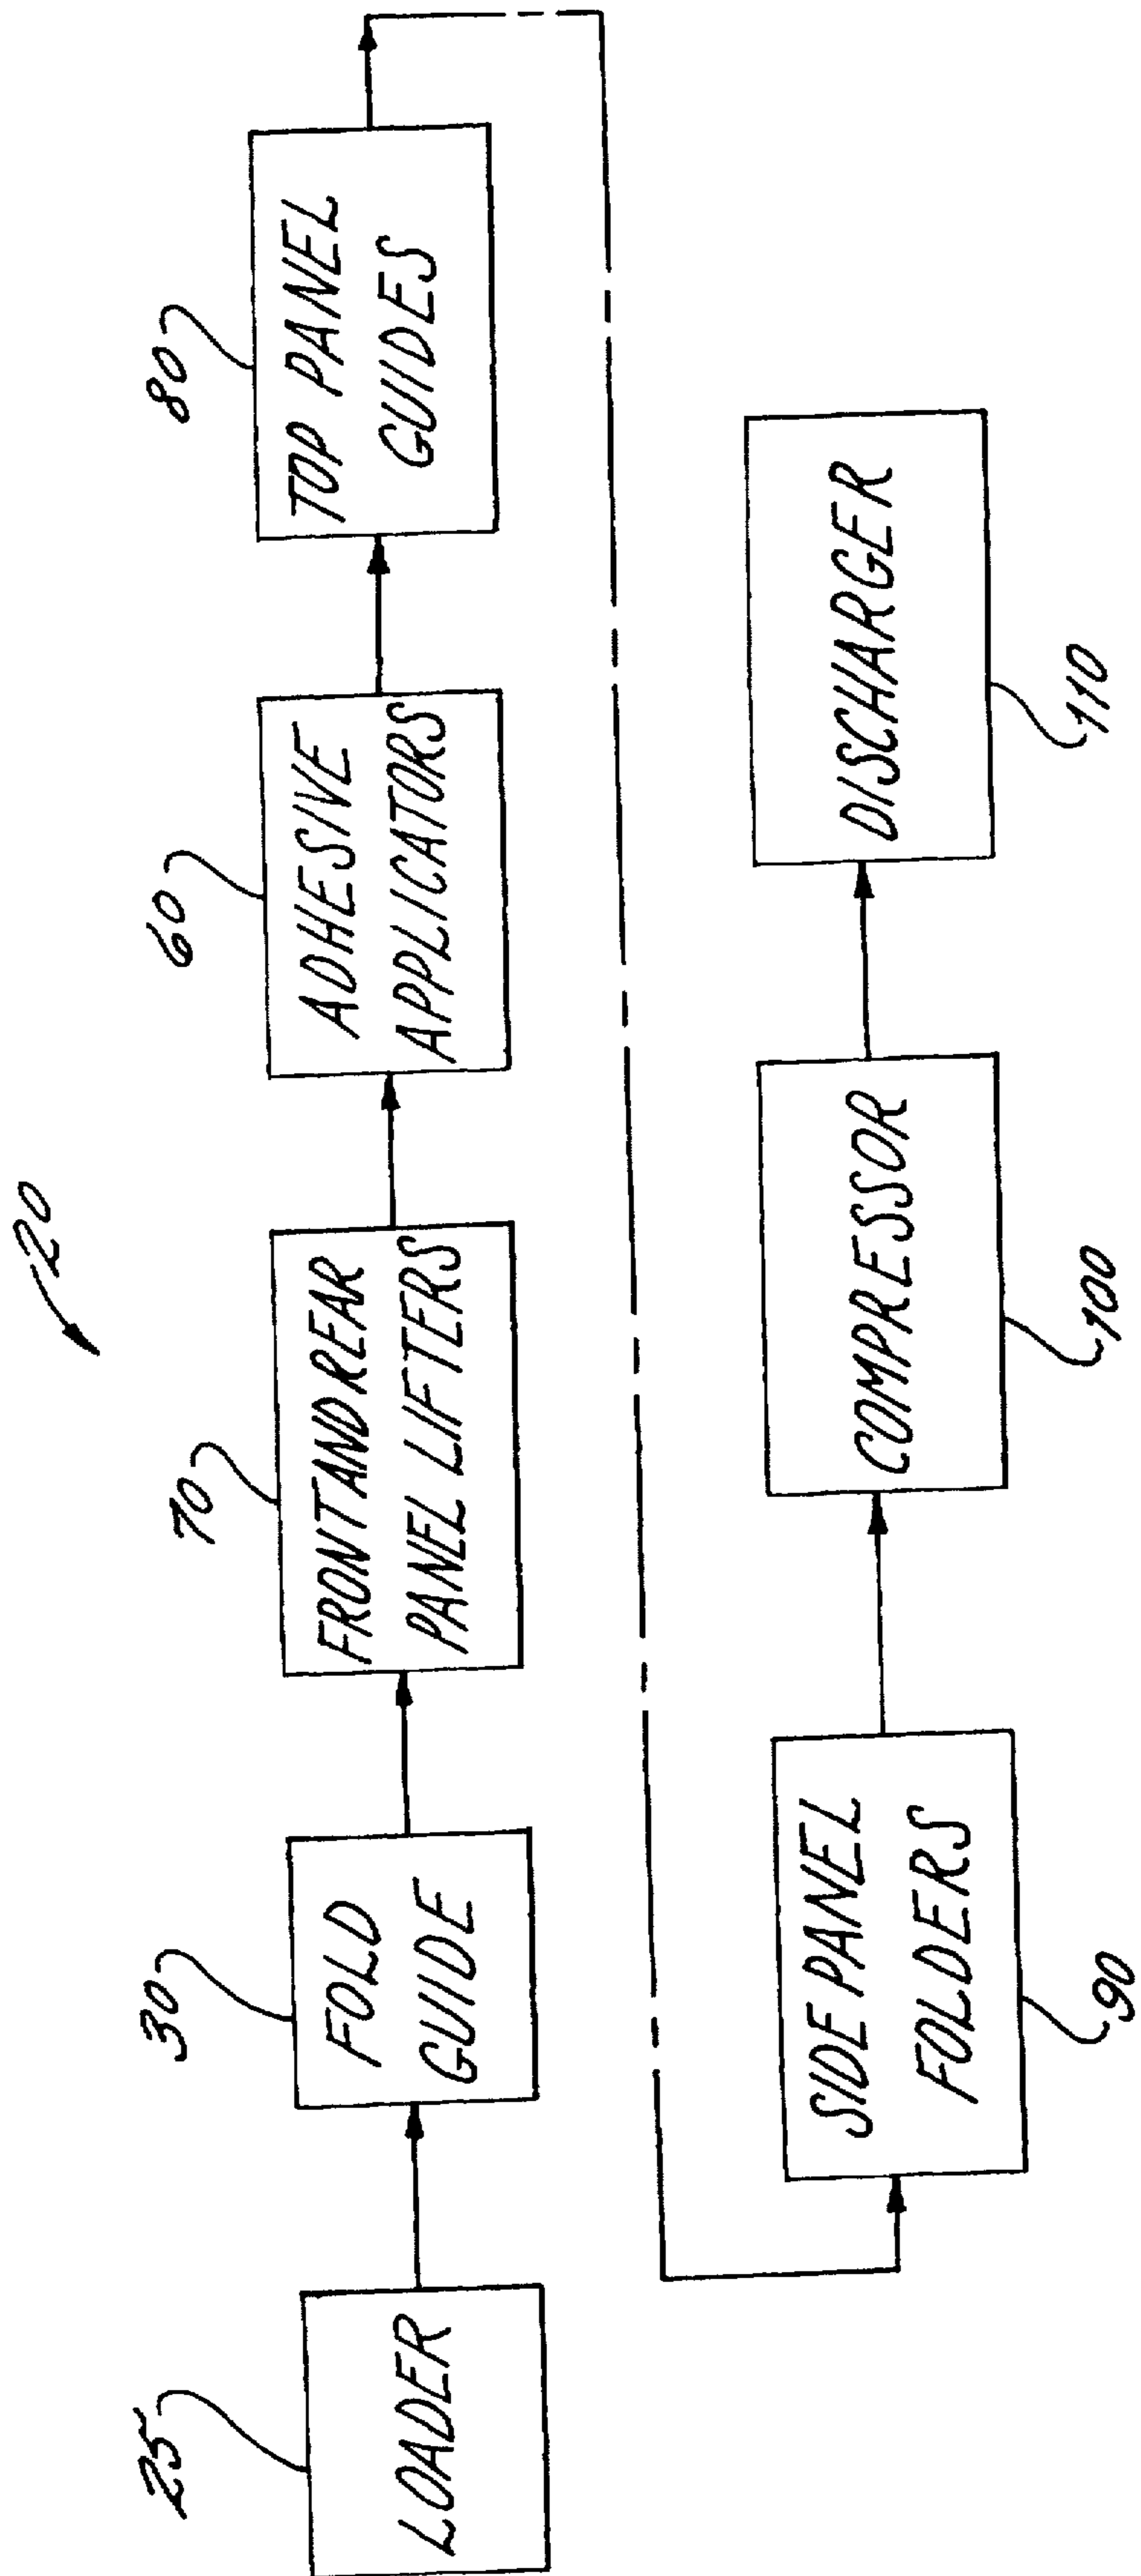 20
25
LOADER
30
FOLD
GUIDE
70
FRONT AND REAR
PANEL LIFTERS
60
ADHESIVE
APPLICATORS
80
TOP PANEL
GUIDES
SIDE PANEL
FOLDERS
90
COMPRESSOR
100
DISCHARGER
110